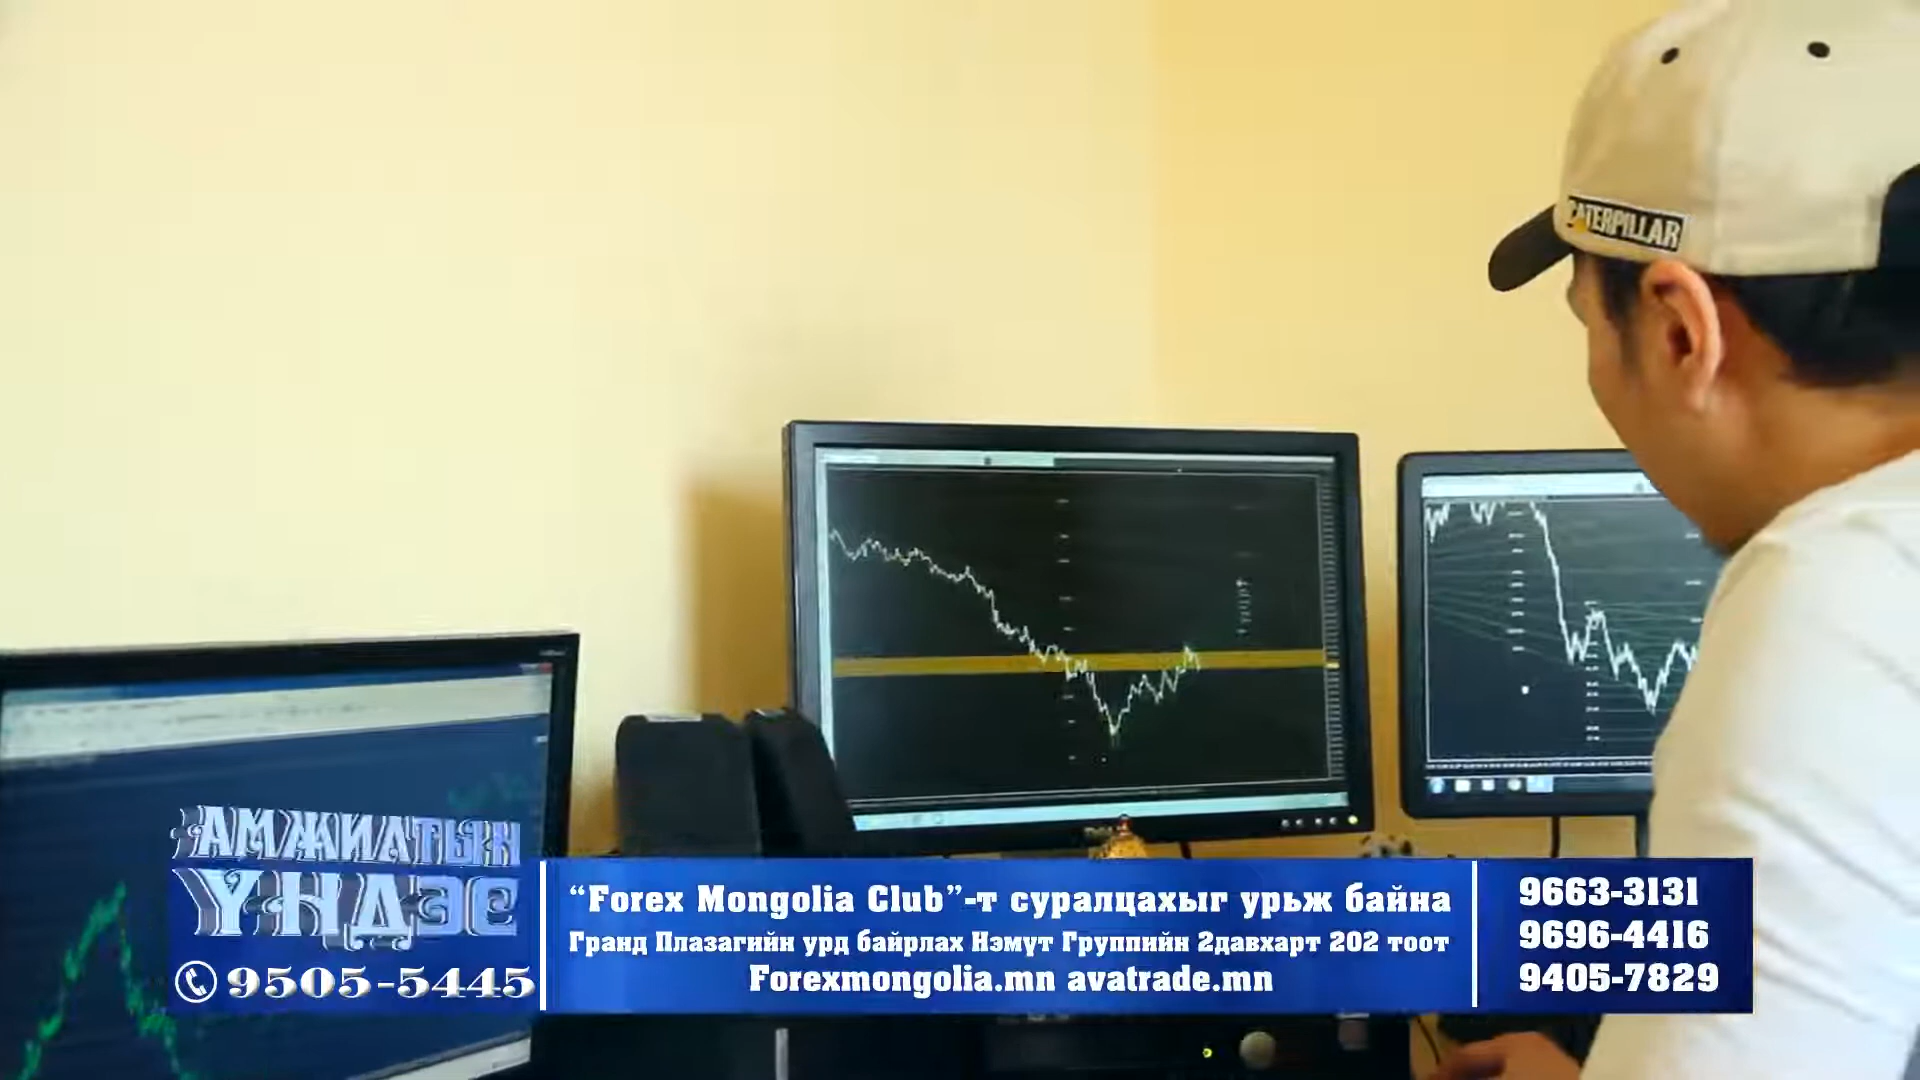 CATERPILLAR
АМЖИЛТЫН
ҮНДЭС
9505-5445
“Forex Mongolia Club”-т суралцахыг урьж байна
Гранд Плазагийн урд байрлах Нэмүт Группийн 2давхарт 202 тоот
Forexmongolia.mn avatrade.mn
9663-3131
9696-4416
9405-7829